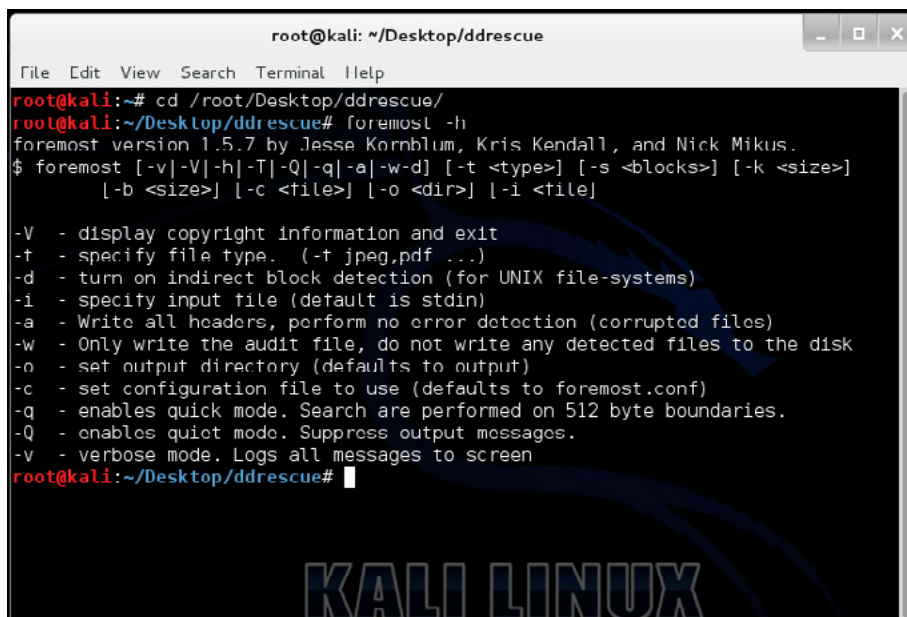 root@kali: ~/Desktop/ddrescue
File Edit View Search Terminal Help
root@kali:~# cd /root/Desktop/ddrescue/
root@kali:~/Desktop/ddrescue# foremost -h
foremost version 1.5.7 by Jesse Kornblum, Kris Kendall, and Nick Mikus.
$ foremost [-v|-V|-h|-T|-Q|-q|-a|-w-d] [-t <type>] [-s <blocks>] [-k <size>]
[-b <size>] [-c <file>] [-o <dir>] [-i <file]
-V - display copyright information and exit
-t - specify file type. (-t jpeg,pdf ...)
-d - turn on indirect block detection (for UNIX file-systems)
-i - specify input file (default is stdin)
-a - Write all headers, perform no error detection (corrupted files)
-w - Only write the audit file, do not write any detected files to the disk
-o - set output directory (defaults to output)
-c - set configuration file to use (defaults to foremost.conf)
-q - enables quick mode. Search are performed on 512 byte boundaries.
-Q - enables quiet mode. Suppress output messages.
-v - verbose mode. Logs all messages to screen
root@kali:~/Desktop/ddrescue#
KALI LINUX